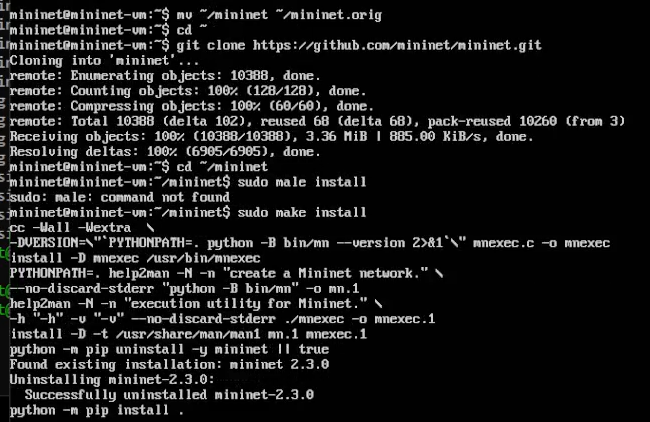 mininet@mininet-vm:~$ mv ~/mininet ~/mininet.orig
mininet@mininet-vm:~$ cd ~
mininet@mininet-vm:~$ git clone https://github.com/mininet/mininet.git
Cloning into 'mininet'...
remote: Enumerating objects: 10388, done.
remote: Counting objects: 100% (128/128), done.
remote: Compressing objects: 100% (60/60), done.
remote: Total 10388 (delta 102), reused 68 (delta 68), pack-reused 10260 (from 3)
Receiving objects: 100% (10388/10388), 3.36 MiB | 885.00 KiB/s, done.
Resolving deltas: 100% (6905/6905), done.
mininet@mininet-vm:~$ cd ~/mininet
mininet@mininet-vm:~/mininet$ sudo male install
sudo: male: command not found
mininet@mininet-vm:~/mininet$ sudo make install
cc -Wall -Wextra  \
-DVERSION=\"`PYTHONPATH=. python -B bin/mn --version 2>&1`\" mnexec.c -o mnexec
install -D mnexec /usr/bin/mnexec
PYTHONPATH=. help2man -N -n "create a Mininet network." \
--no-discard-stderr "python -B bin/mn" -o mn.1
help2man -N -n "execution utility for Mininet." \
-h "-h" -v "-v" --no-discard-stderr ./mnexec -o mnexec.1
install -D -t /usr/share/man/man1 mn.1 mnexec.1
python -m pip uninstall -y mininet || true
Found existing installation: mininet 2.3.0
Uninstalling mininet-2.3.0:
  Successfully uninstalled mininet-2.3.0
python -m pip install .